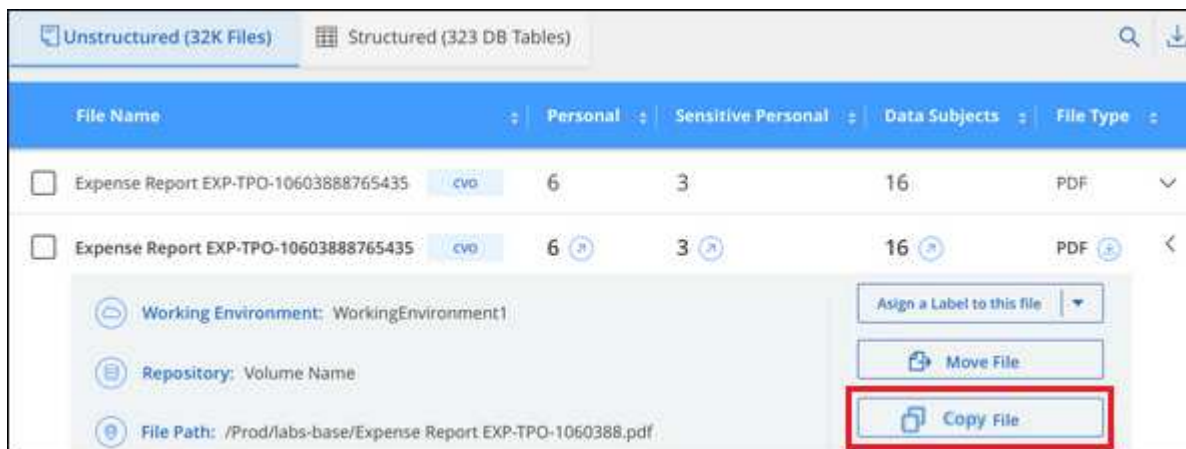 Unstructured (32K Files) Structured (323 DB Tables)
File Name Personal Sensitive Personal Data Subjects File Type
Expense Report EXP-TPO-10603888765435 CVO 6 3 16 PDF
Expense Report EXP-TPO-10603888765435 CVO 6 3 16 PDF
Working Environment: WorkingEnvironment1
Asign a Label to this file
Repository: Volume Name
Move File
File Path: /Prod/labs-base/Expense Report EXP-TPO-1060388.pdf
Copy File